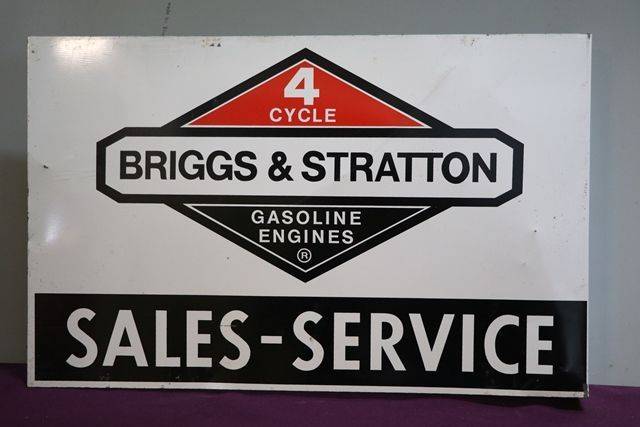 4
CYCLE
BRIGGS & STRATTON
GASOLINE
ENGINES
®
SALES-SERVICE